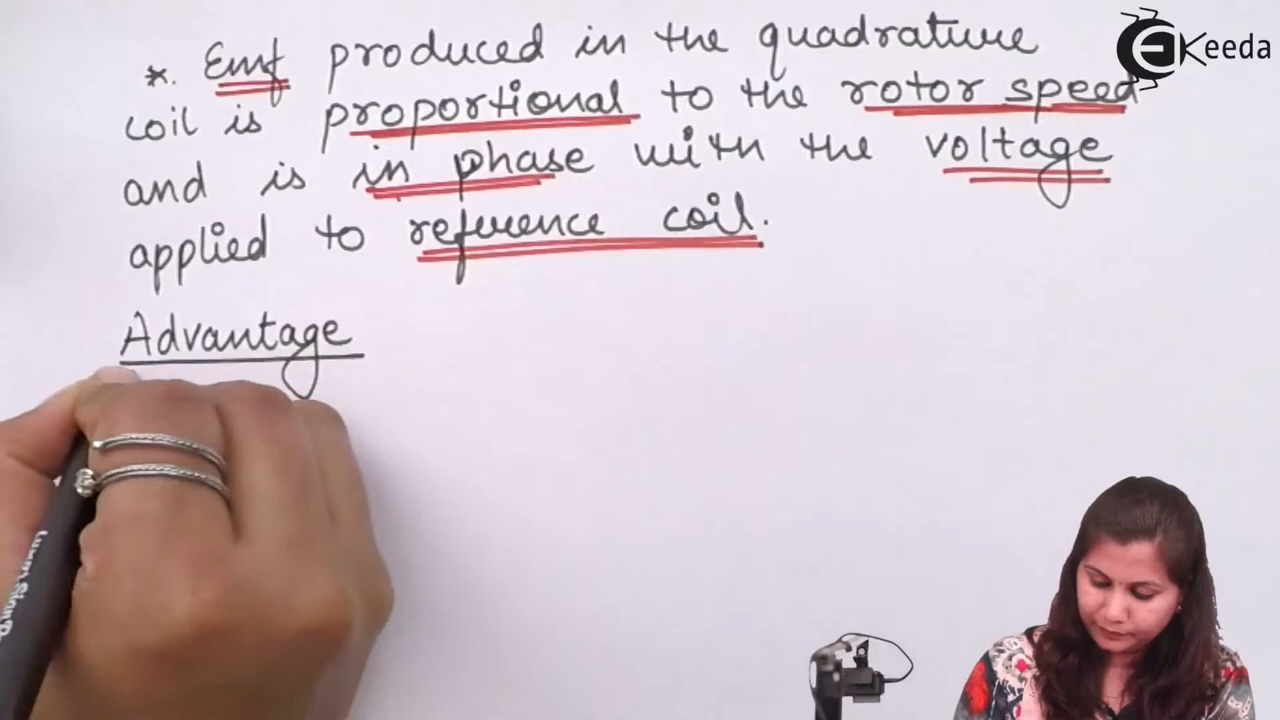 *. Emf produced in the quadrature
coil is proportional to the rotor speed
and is in phase with the voltage
applied to reference coil.
Advantage
EKeeda